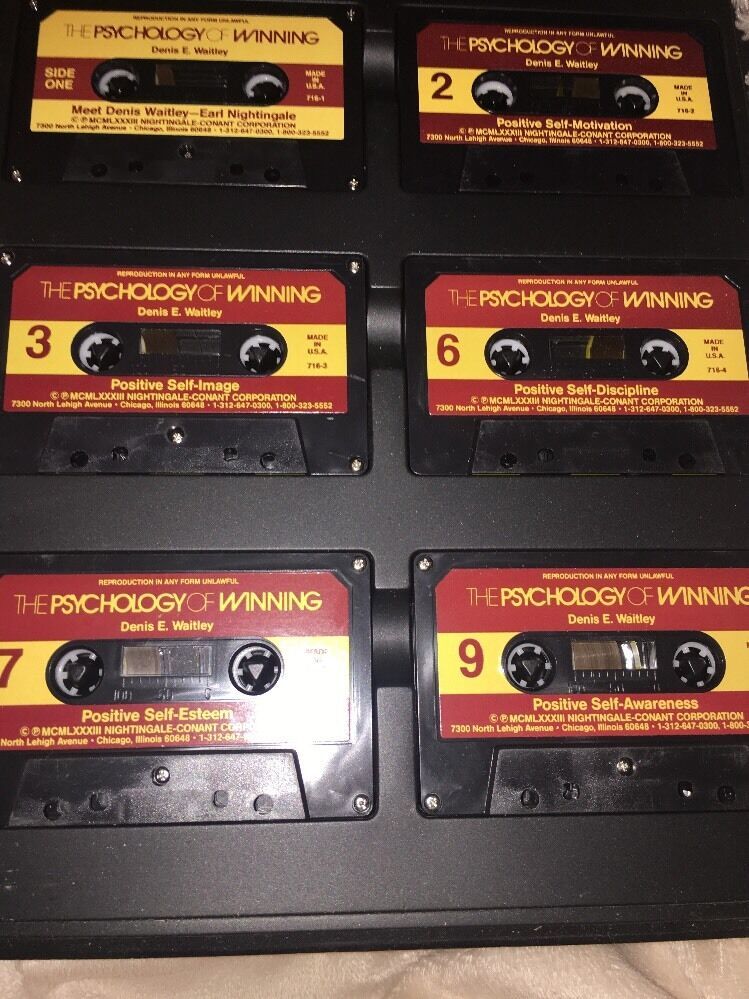 REPRODUCTION IN ANY FORM UNLAWFUL
THE PSYCHOLOGY OF WINNING
Denis E. Waitley
SIDE ONE
MADE IN U.S.A.
716-1
Meet Denis Waitley—Earl Nightingale
© ℗ MCMLXXXIII NIGHTINGALE-CONANT CORPORATION
7300 North Lehigh Avenue • Chicago, Illinois 60648 • 1-312-647-0300, 1-800-323-5552
REPRODUCTION IN ANY FORM UNLAWFUL
THE PSYCHOLOGY OF WINNING
Denis E. Waitley
2
MADE IN U.S.A.
716-2
Positive Self-Motivation
© ℗ MCMLXXXIII NIGHTINGALE-CONANT CORPORATION
7300 North Lehigh Avenue • Chicago, Illinois 60648 • 1-312-647-0300, 1-800-323-5552
REPRODUCTION IN ANY FORM UNLAWFUL
THE PSYCHOLOGY OF WINNING
Denis E. Waitley
3
MADE IN U.S.A.
716-3
Positive Self-Image
© ℗ MCMLXXXIII NIGHTINGALE-CONANT CORPORATION
7300 North Lehigh Avenue • Chicago, Illinois 60648 • 1-312-647-0300, 1-800-323-5552
REPRODUCTION IN ANY FORM UNLAWFUL
THE PSYCHOLOGY OF WINNING
Denis E. Waitley
6
MADE IN U.S.A.
716-4
Positive Self-Discipline
© ℗ MCMLXXXIII NIGHTINGALE-CONANT CORPORATION
7300 North Lehigh Avenue • Chicago, Illinois 60648 • 1-312-647-0300, 1-800-323-5552
REPRODUCTION IN ANY FORM UNLAWFUL
THE PSYCHOLOGY OF WINNING
Denis E. Waitley
7
MADE
100 50 0
Positive Self-Esteem
© ℗ MCMLXXXIII NIGHTINGALE-CONANT CORP
North Lehigh Avenue • Chicago, Illinois 60648 • 1-312-647-
REPRODUCTION IN ANY FORM UNLAWFUL
THE PSYCHOLOGY OF WINNING
Denis E. Waitley
9
Positive Self-Awareness
© ℗ MCMLXXXIII NIGHTINGALE-CONANT CORPORATION
7300 North Lehigh Avenue • Chicago, Illinois 60648 • 1-312-647-0300, 1-800-3